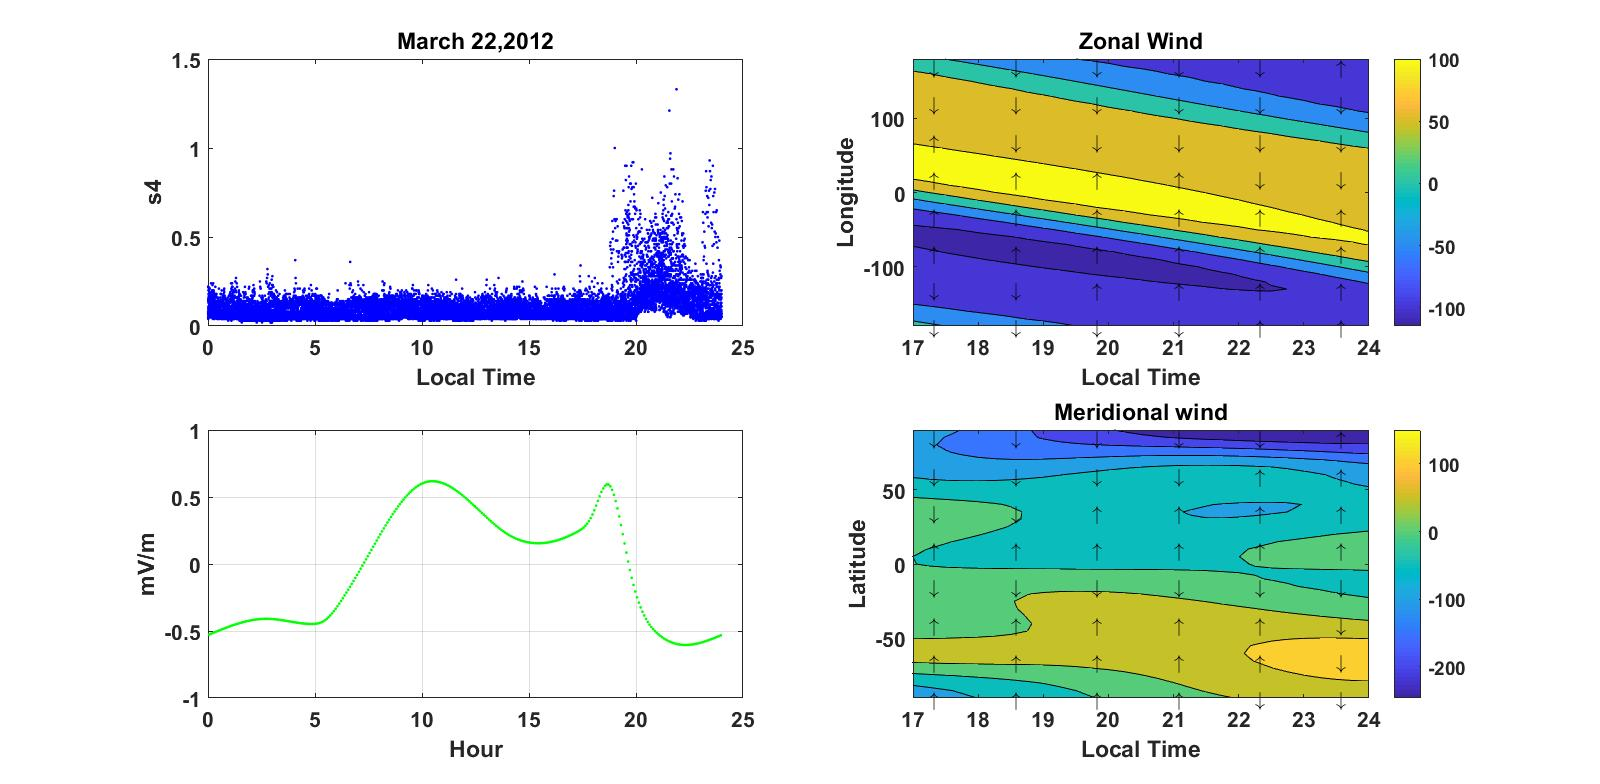 March 22,2012
1.5
1
0.5
0
s4
0 5 10 15 20 25
Local Time
Zonal Wind
100
0
-100
Longitude
17 18 19 20 21 22 23 24
Local Time
100
50
0
-50
-100
1
0.5
0
-0.5
-1
mV/m
0 5 10 15 20 25
Hour
Meridional wind
50
0
-50
Latitude
17 18 19 20 21 22 23 24
Local Time
100
0
-100
-200